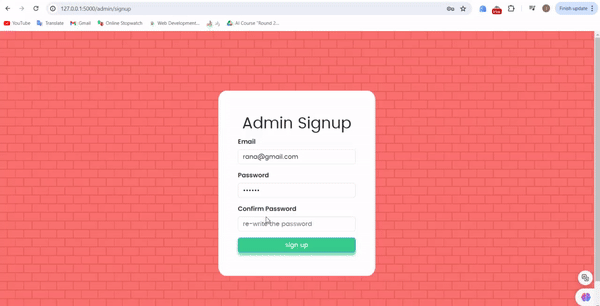 127.0.0.1:5000/admin/signup
Finish update
YouTube
Translate
Gmail
Online Stopwatch
Web Development...
AI Course "Round 2...
Admin Signup
Email
rana@gmail.com
Password
••••••
Confirm Password
re-write the password
sign up